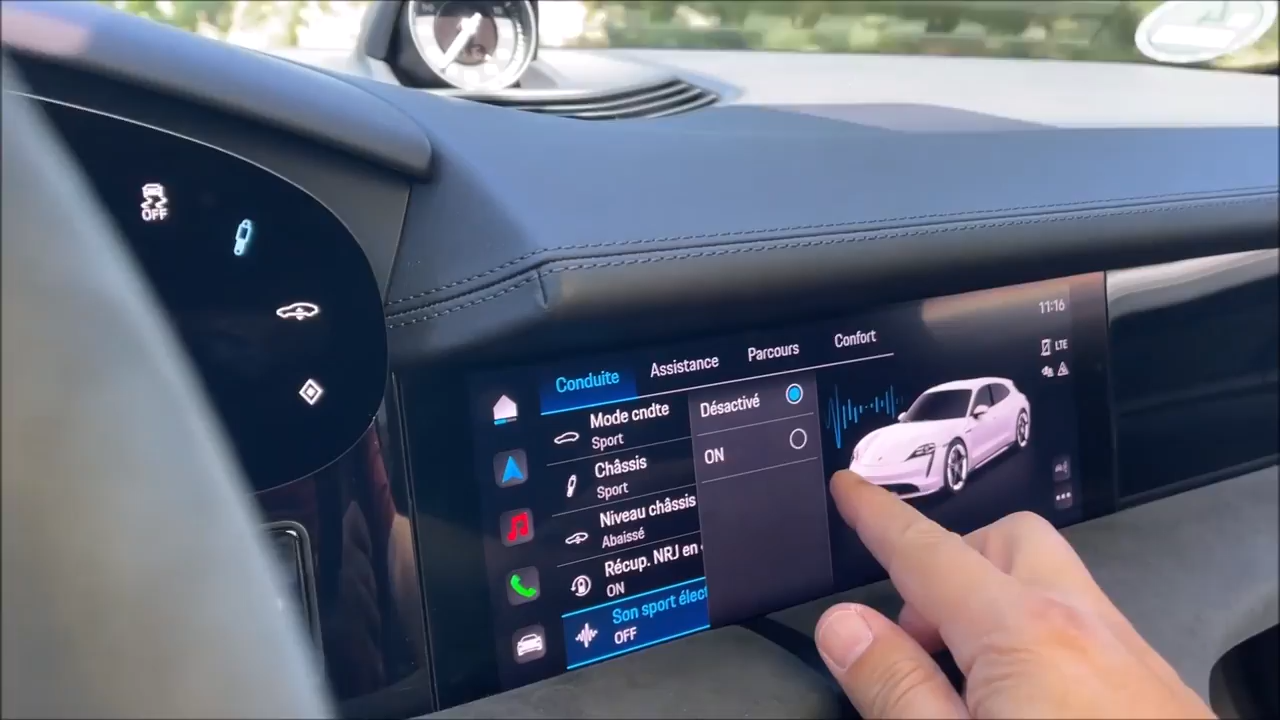 OFF
11:16
LTE
Conduite
Assistance
Parcours
Confort
Mode cndte
Sport
Châssis
Sport
Niveau châssis
Abaissé
Récup. NRJ en
ON
Son sport élect
OFF
Désactivé
ON